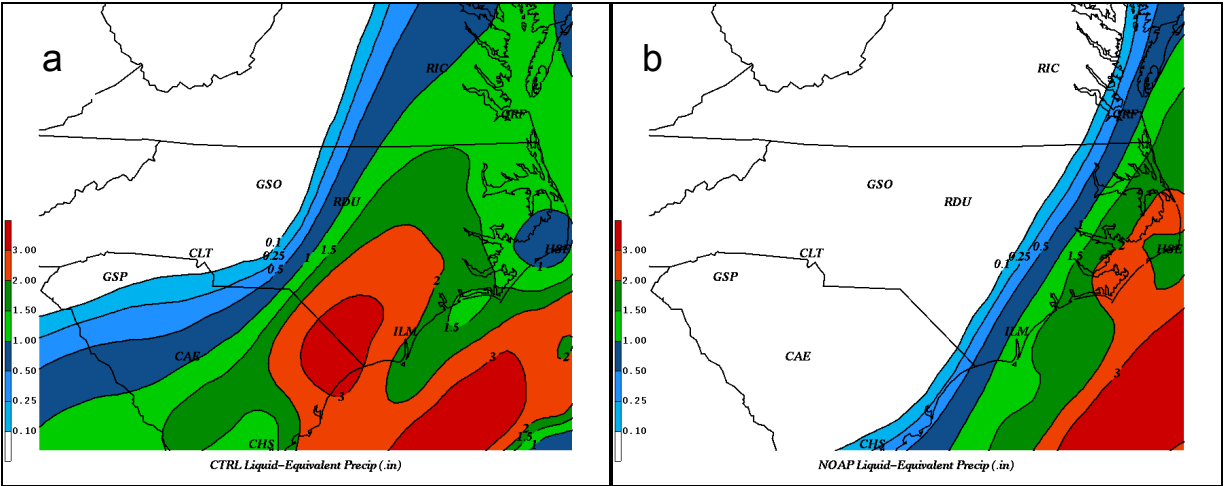 a
RIC
ORF
GSO
RDU
0.1
0.25
0.5
1
1.5
CLT
GSP
HSE
1
2
1.5
ILM
3
2
CAE
3
2
1.5
1
CHS
3.00
2.00
1.50
1.00
0.50
0.25
0.10
CTRL Liquid-Equivalent Precip (.in)
b
RIC
ORF
GSO
RDU
1
0.5
1.5
0.25
0.1
CLT
GSP
HSE
ILM
CAE
3
CHS
3.00
2.00
1.50
1.00
0.50
0.25
0.10
NOAP Liquid-Equivalent Precip (.in)